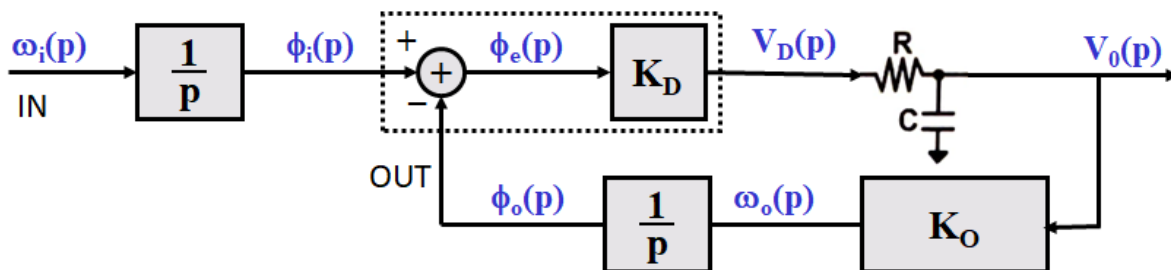 ωi(p)
IN
1
p
ϕi(p)
+
+
−
ϕe(p)
KD
VD(p)
R
C
V0(p)
OUT
ϕo(p)
1
p
ωo(p)
KO